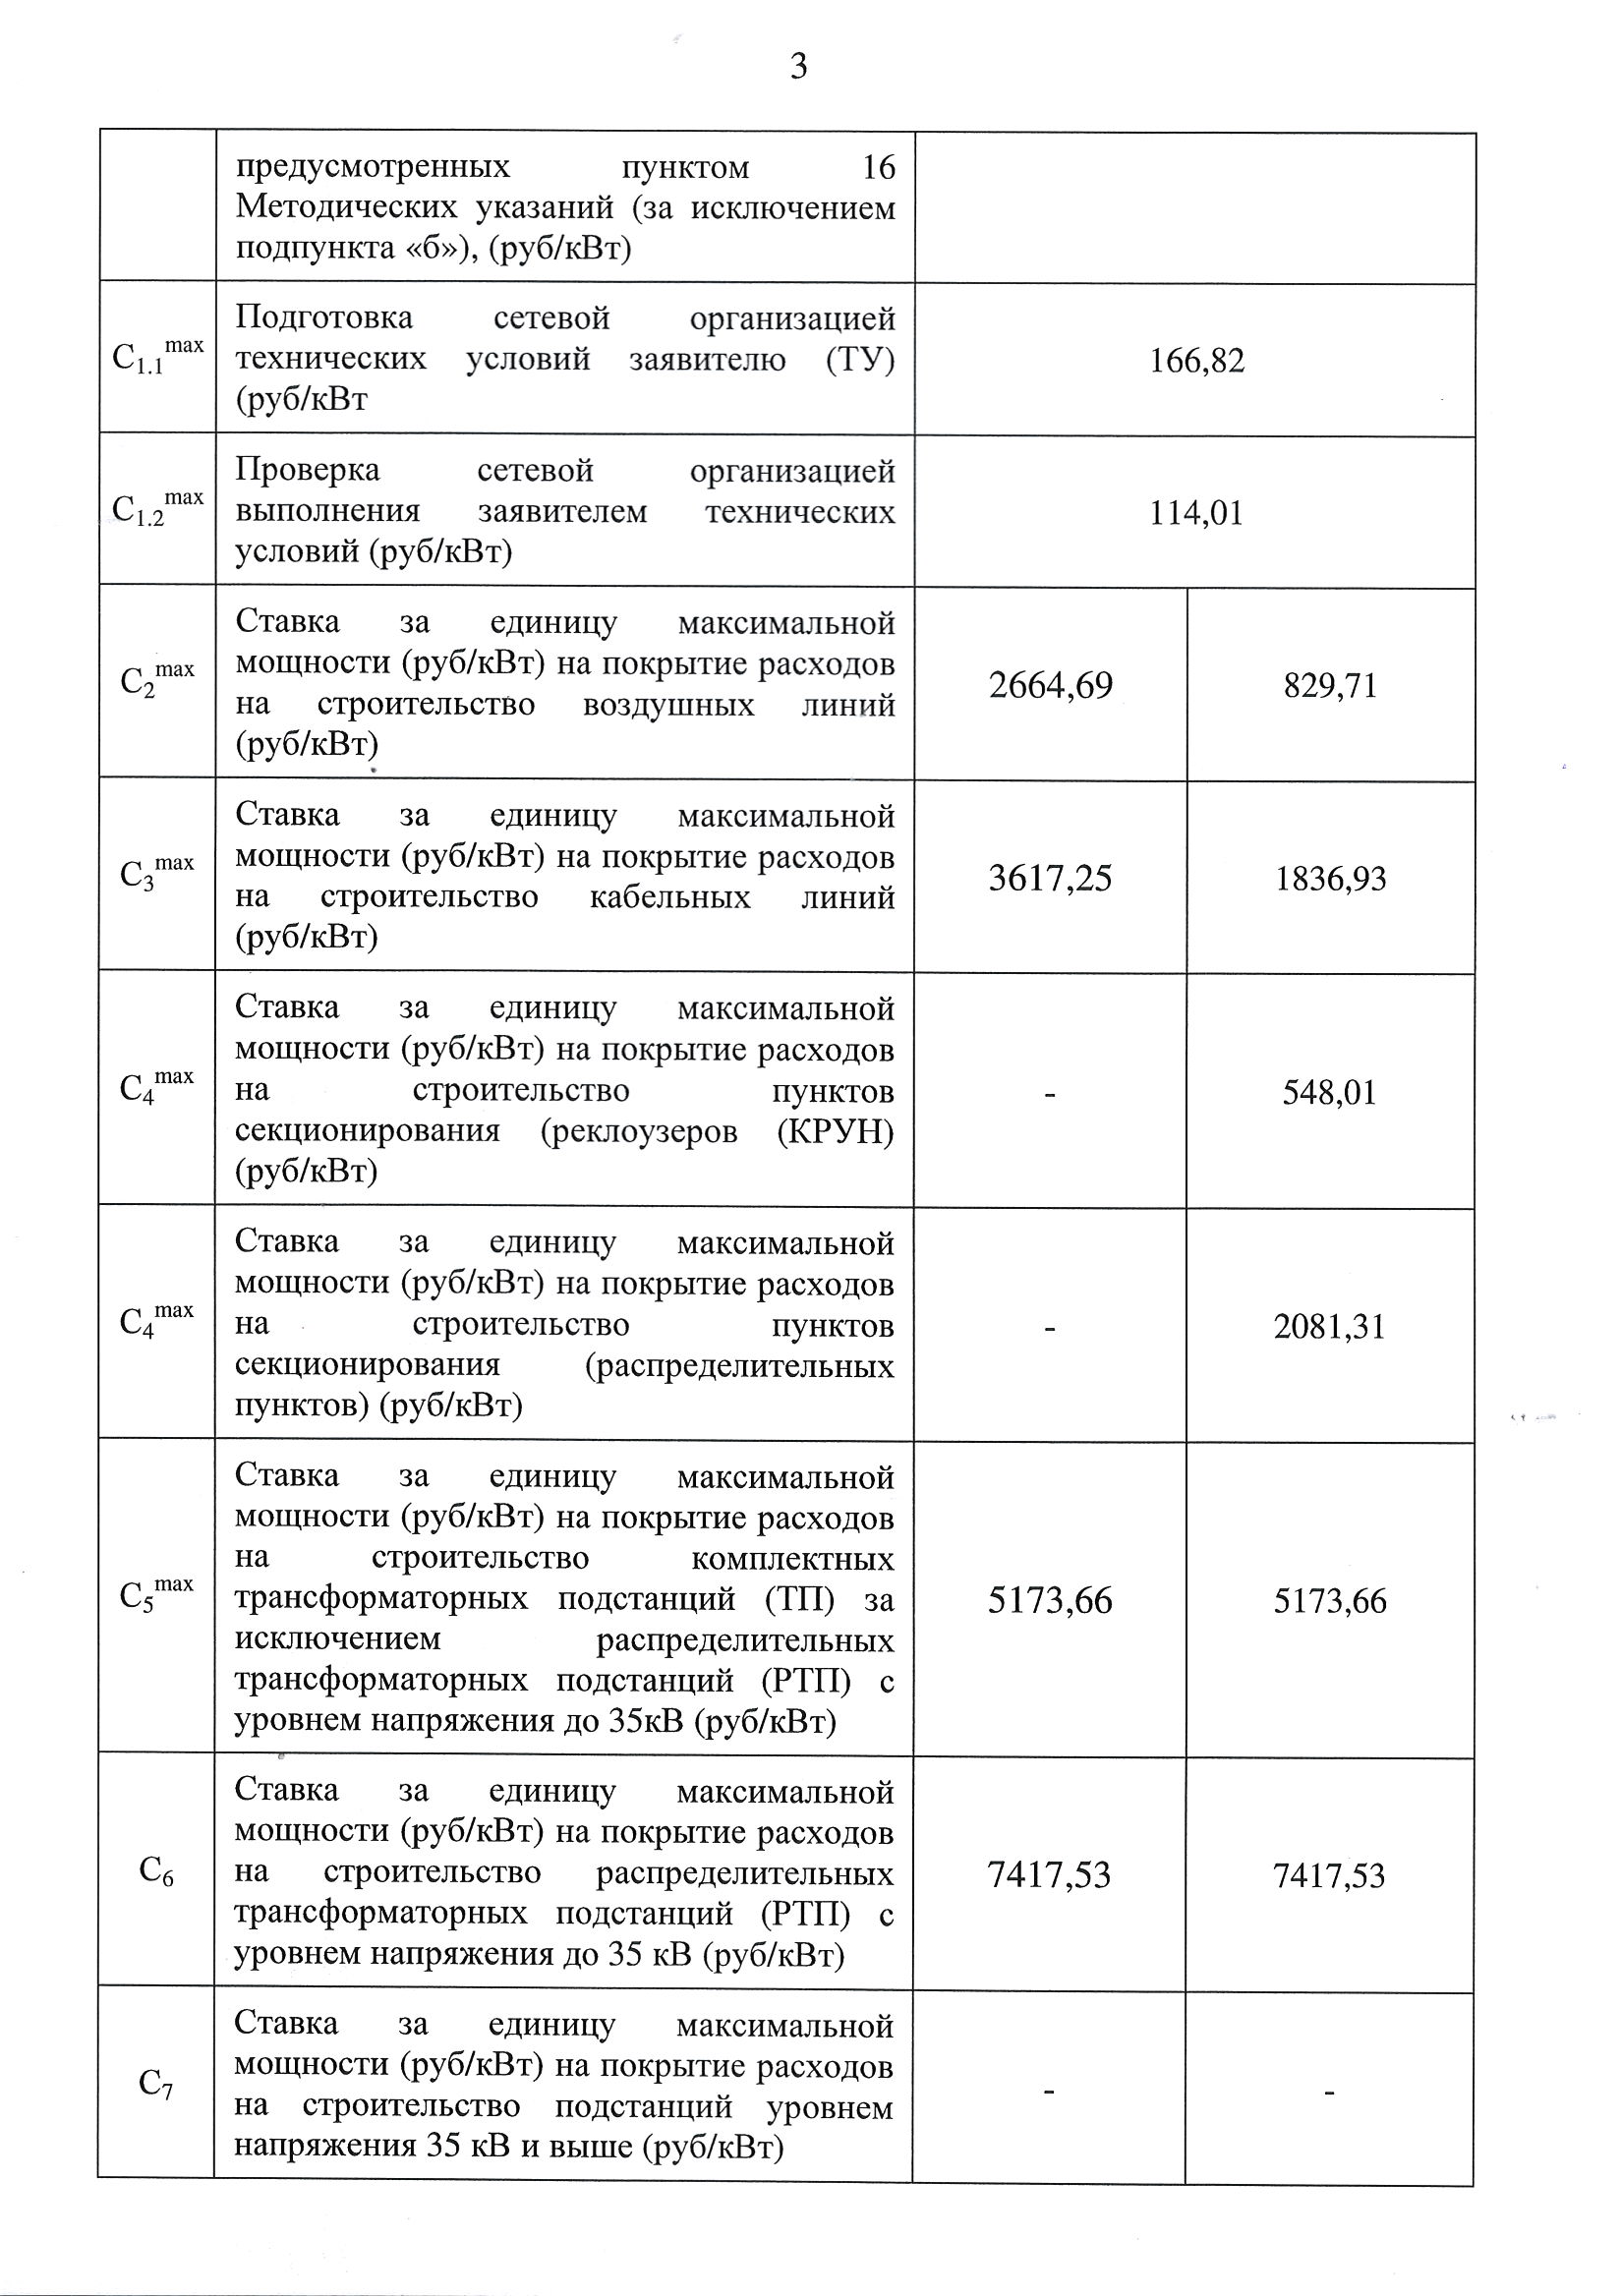 3
предусмотренных пунктом 16
Методических указаний (за исключением
подпункта «б»), (руб/кВт)
С1.1max
Подготовка сетевой организацией
технических условий заявителю (ТУ)
(руб/кВт
166,82
С1.2max
Проверка сетевой организацией
выполнения заявителем технических
условий (руб/кВт)
114,01
С2max
Ставка за единицу максимальной
мощности (руб/кВт) на покрытие расходов
на строительство воздушных линий
(руб/кВт)
2664,69
829,71
С3max
Ставка за единицу максимальной
мощности (руб/кВт) на покрытие расходов
на строительство кабельных линий
(руб/кВт)
3617,25
1836,93
С4max
Ставка за единицу максимальной
мощности (руб/кВт) на покрытие расходов
на строительство пунктов
секционирования (реклоузеров (КРУН)
(руб/кВт)
-
548,01
С4max
Ставка за единицу максимальной
мощности (руб/кВт) на покрытие расходов
на строительство пунктов
секционирования (распределительных
пунктов) (руб/кВт)
-
2081,31
С5max
Ставка за единицу максимальной
мощности (руб/кВт) на покрытие расходов
на строительство комплектных
трансформаторных подстанций (ТП) за
исключением распределительных
трансформаторных подстанций (РТП) с
уровнем напряжения до 35кВ (руб/кВт)
5173,66
5173,66
С6
Ставка за единицу максимальной
мощности (руб/кВт) на покрытие расходов
на строительство распределительных
трансформаторных подстанций (РТП) с
уровнем напряжения до 35 кВ (руб/кВт)
7417,53
7417,53
С7
Ставка за единицу максимальной
мощности (руб/кВт) на покрытие расходов
на строительство подстанций уровнем
напряжения 35 кВ и выше (руб/кВт)
-
-